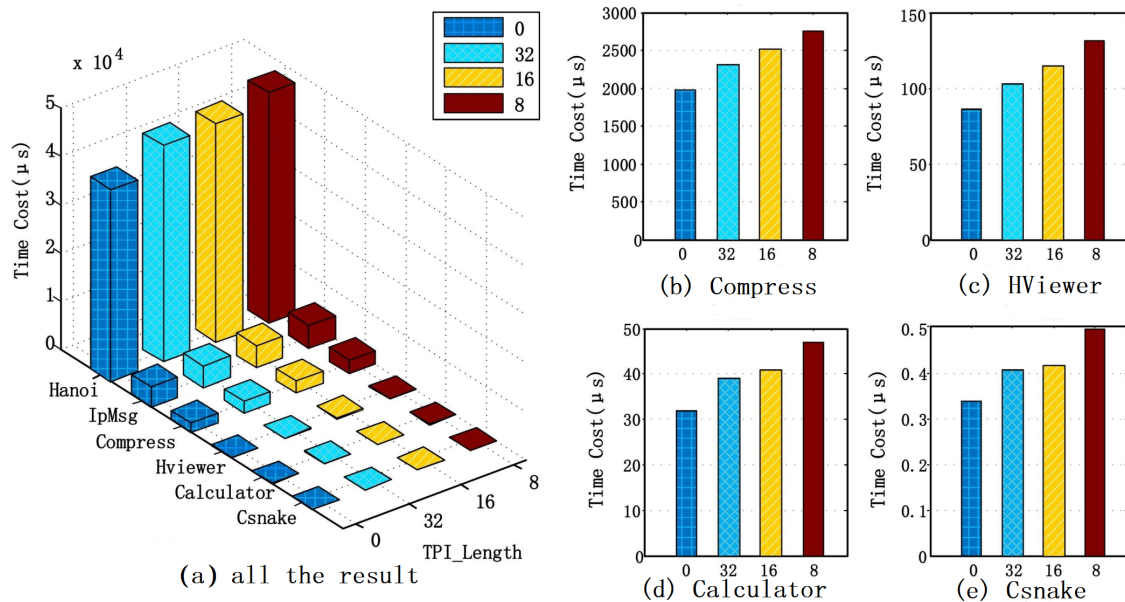 x 10^4
5
4
3
2
1
0
Time Cost(μs)
Hanoi
IpMsg
Compress
Hviewer
Calculator
Csnake
0
32
16
8
TPI_Length
0
32
16
8
(a) all the result
3000
2500
2000
1500
1000
500
0
Time Cost(μs)
0 32 16 8
(b) Compress
150
100
50
0
Time Cost(μs)
0 32 16 8
(c) HViewer
50
40
30
20
10
0
Time Cost(μs)
0 32 16 8
(d) Calculator
0.5
0.4
0.3
0.2
0.1
0
Time Cost(μs)
0 32 16 8
(e) Csnake